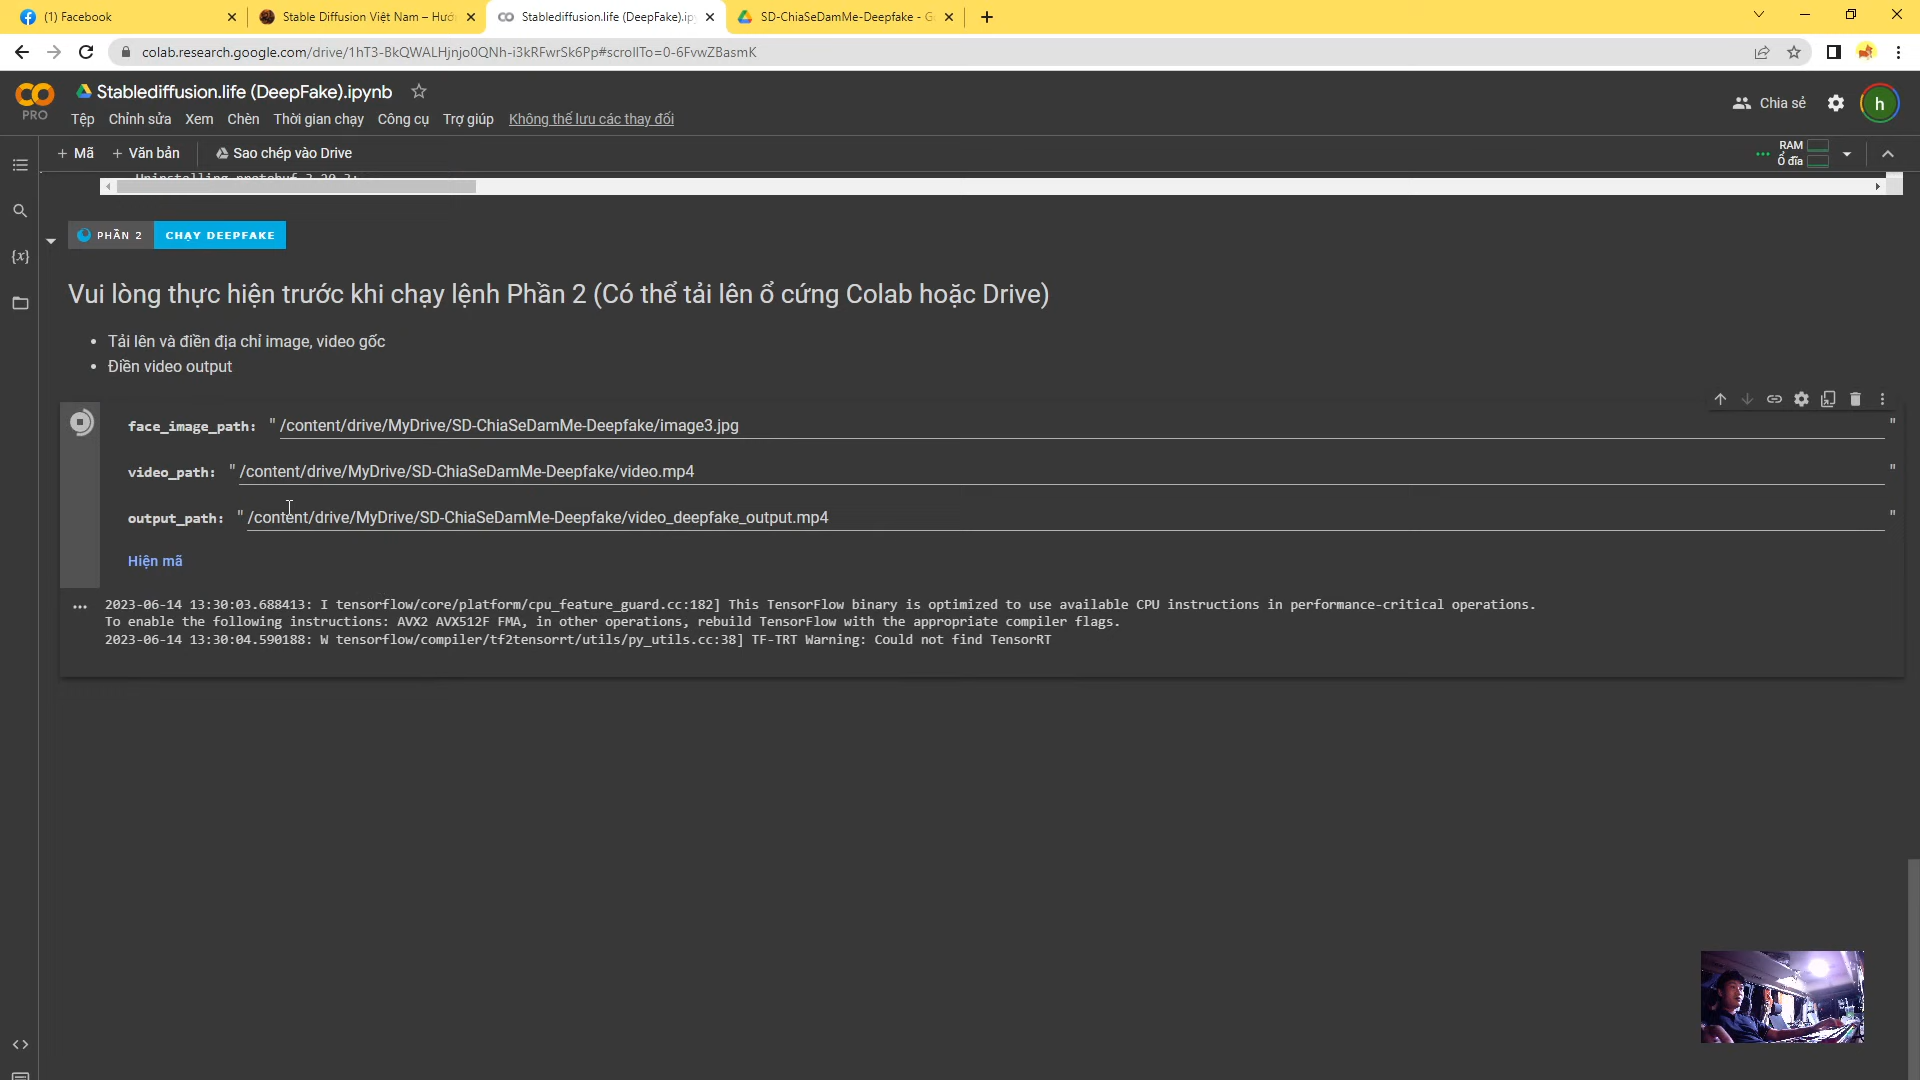 (1) Facebook
Stable Diffusion Việt Nam – Hướ
Stablediffusion.life (DeepFake).ip
SD-ChiaSeDamMe-Deepfake - G
colab.research.google.com/drive/1hT3-BkQWALHjnjo0QNh-i3kRFwrSk6Pp#scrollTo=0-6FvwZBasmK
PRO
Stablediffusion.life (DeepFake).ipynb
Chia sẻ
h
Tệp Chỉnh sửa Xem Chèn Thời gian chạy Công cụ Trợ giúp Không thể lưu các thay đổi
+ Mã + Văn bản Sao chép vào Drive
RAM
Ổ đĩa
Uninstalling protobuf-3.20.3:
{x}
PHẦN 2 CHẠY DEEPFAKE
Vui lòng thực hiện trước khi chạy lệnh Phần 2 (Có thể tải lên ổ cứng Colab hoặc Drive)
• Tải lên và điền địa chỉ image, video gốc
• Điền video output
face_image_path: " /content/drive/MyDrive/SD-ChiaSeDamMe-Deepfake/image3.jpg "
video_path: " /content/drive/MyDrive/SD-ChiaSeDamMe-Deepfake/video.mp4 "
output_path: " /content/drive/MyDrive/SD-ChiaSeDamMe-Deepfake/video_deepfake_output.mp4 "
Hiện mã
2023-06-14 13:30:03.688413: I tensorflow/core/platform/cpu_feature_guard.cc:182] This TensorFlow binary is optimized to use available CPU instructions in performance-critical operations.
To enable the following instructions: AVX2 AVX512F FMA, in other operations, rebuild TensorFlow with the appropriate compiler flags.
2023-06-14 13:30:04.590188: W tensorflow/compiler/tf2tensorrt/utils/py_utils.cc:38] TF-TRT Warning: Could not find TensorRT